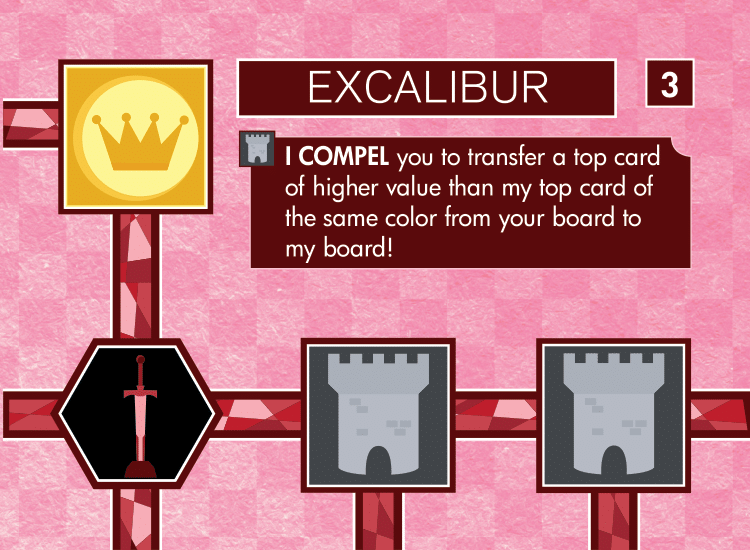 EXCALIBUR
3
I COMPEL you to transfer a top card
of higher value than my top card of
the same color from your board to
my board!